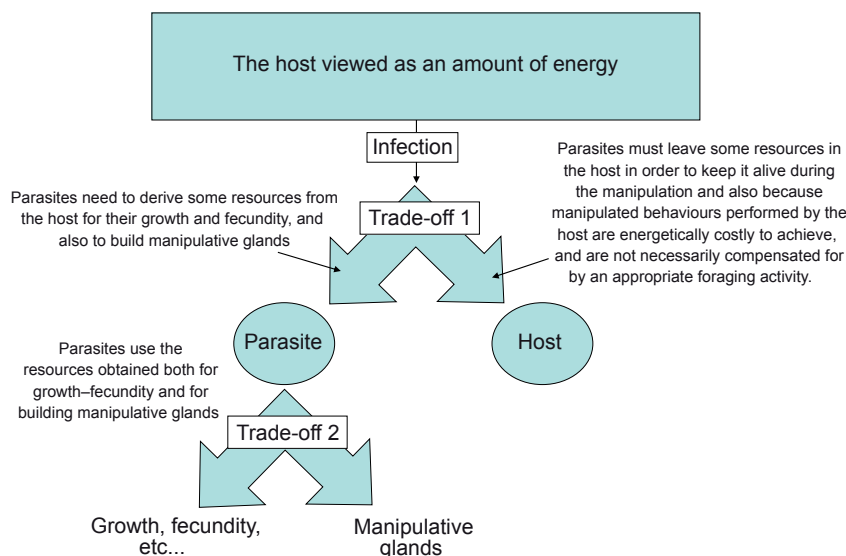 The host viewed as an amount of energy
Infection
Parasites must leave some resources in
the host in order to keep it alive during
the manipulation and also because
manipulated behaviours performed by the
host are energetically costly to achieve,
and are not necessarily compensated for
by an appropriate foraging activity.
Parasites need to derive some resources from
the host for their growth and fecundity, and
also to build manipulative glands
Trade-off 1
Parasite
Host
Parasites use the
resources obtained both for
growth–fecundity and for
building manipulative glands
Trade-off 2
Growth, fecundity,
etc...
Manipulative
glands